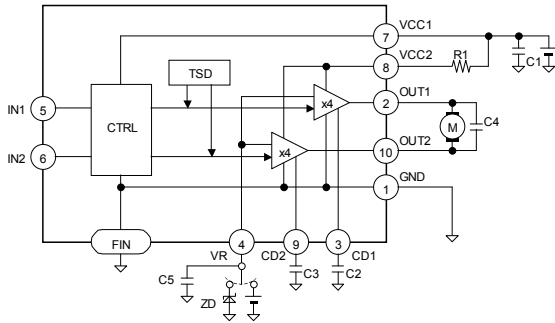 VCC1
7
C1
VCC2
R1
8
TSD
x4
OUT1
2
IN1
5
CTRL
M
C4
x4
OUT2
10
IN2
6
GND
1
FIN
4
9
3
VR
CD2
CD1
C5
C3
C2
ZD